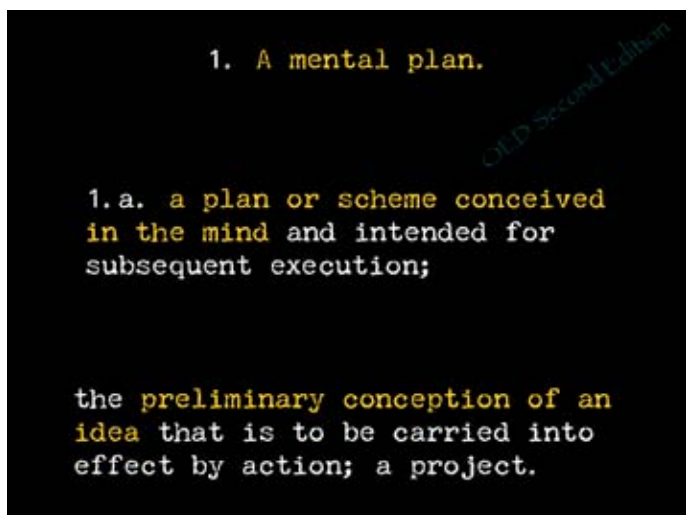 OED Second Edition
1. A mental plan.
1.a. a plan or scheme conceived
in the mind and intended for
subsequent execution;
the preliminary conception of an
idea that is to be carried into
effect by action; a project.